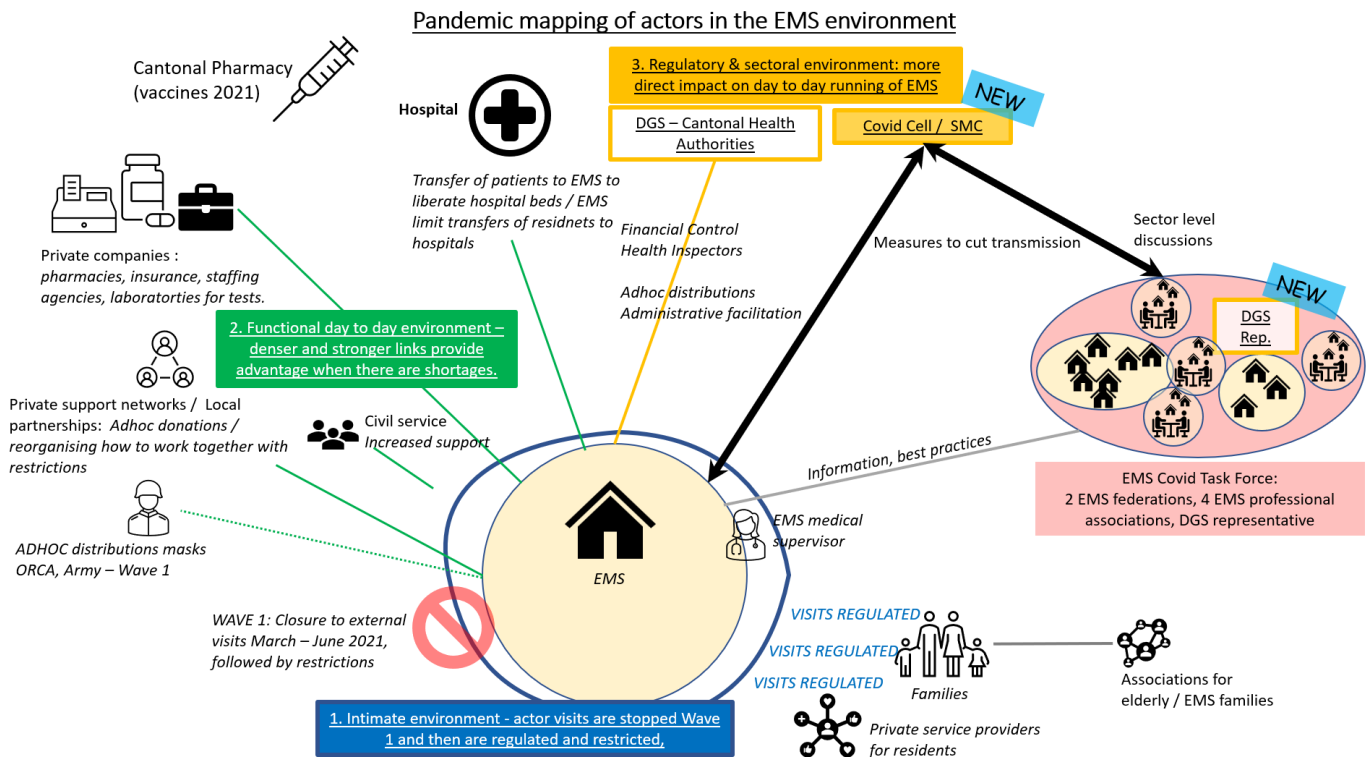 Pandemic mapping of actors in the EMS environment
Cantonal Pharmacy
(vaccines 2021)
Hospital
3. Regulatory & sectoral environment: more
direct impact on day to day running of EMS
NEW
DGS – Cantonal Health
Authorities
Covid Cell / SMC
Transfer of patients to EMS to
liberate hospital beds / EMS
limit transfers of residnets to
hospitals
Financial Control
Health Inspectors
Adhoc distributions
Administrative facilitation
Measures to cut transmission
Sector level
discussions
NEW
DGS
Rep.
Private companies :
pharmacies, insurance, staffing
agencies, laboratorties for tests.
2. Functional day to day environment –
denser and stronger links provide
advantage when there are shortages.
Private support networks / Local
partnerships: Adhoc donations /
reorganising how to work together with
restrictions
Civil service
Increased support
Information, best practices
EMS Covid Task Force:
2 EMS federations, 4 EMS professional
associations, DGS representative
ADHOC distributions masks
ORCA, Army – Wave 1
EMS medical
supervisor
EMS
WAVE 1: Closure to external
visits March – June 2021,
followed by restrictions
VISITS REGULATED
VISITS REGULATED
VISITS REGULATED
Families
Associations for
elderly / EMS families
1. Intimate environment - actor visits are stopped Wave
1 and then are regulated and restricted,
Private service providers
for residents